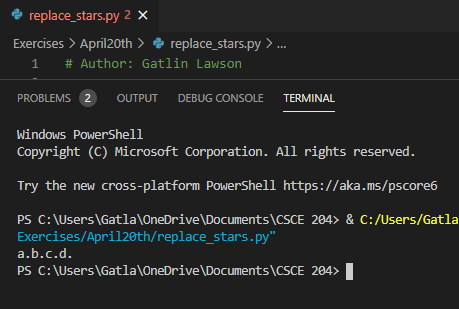 replace_stars.py 2
Exercises > April20th > replace_stars.py > ...
1 # Author: Gatlin Lawson
PROBLEMS 2 OUTPUT DEBUG CONSOLE TERMINAL
Windows PowerShell
Copyright (C) Microsoft Corporation. All rights reserved.
Try the new cross-platform PowerShell https://aka.ms/pscore6
PS C:\Users\Gatla\OneDrive\Documents\CSCE 204> & C:/Users/Gatla
Exercises/April20th/replace_stars.py"
a.b.c.d.
PS C:\Users\Gatla\OneDrive\Documents\CSCE 204>